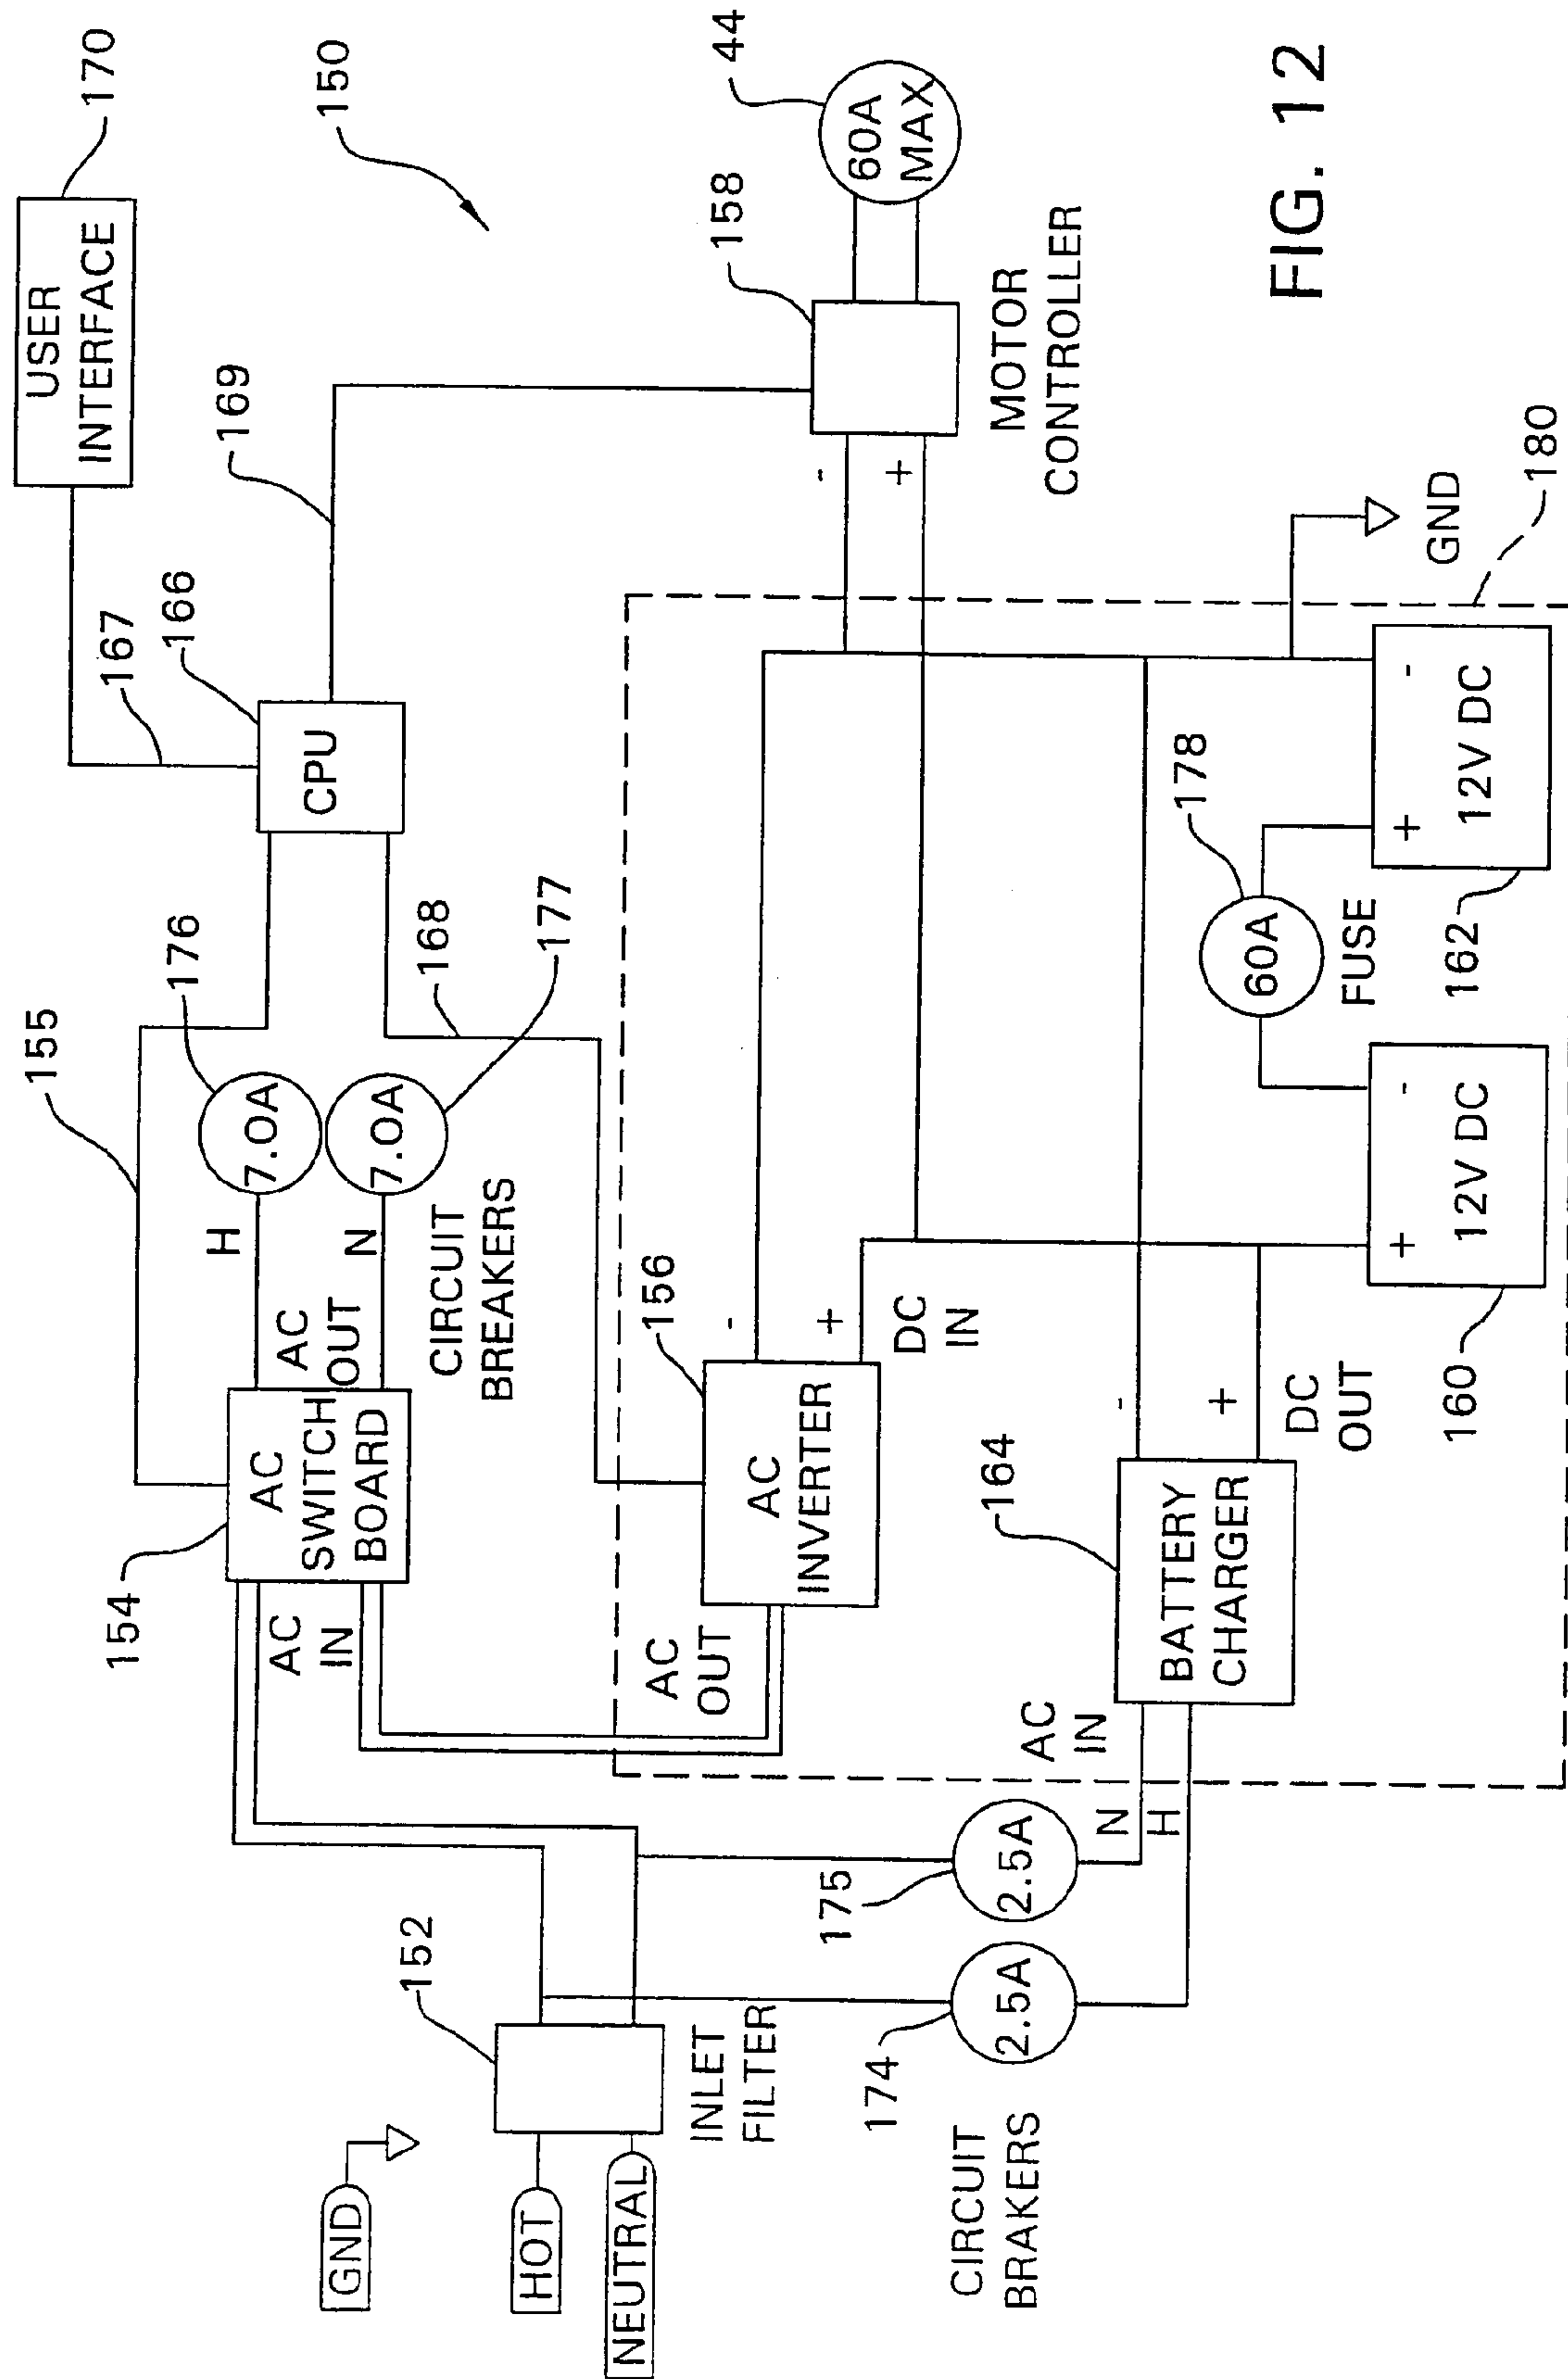 USER
INTERFACE
170
150
167
166
169
CPU
155
176
H
7.0A
N
7.0A
177
168
CIRCUIT
BREAKERS
AC
OUT
154
AC
SWITCH
BOARD
AC
IN
158
44
60A
MAX
MOTOR
CONTROLLER
-
+
156
AC
INVERTER
-
+
DC
IN
AC
OUT
152
GND
HOT
NEUTRAL
INLET
FILTER
175
2.5A
174
2.5A
CIRCUIT
BRAKERS
N
H
AC
IN
164
BATTERY
CHARGER
-
+
DC
OUT
160
+
-
12V DC
178
60A
FUSE
162
+
-
12V DC
GND
180
FIG. 12